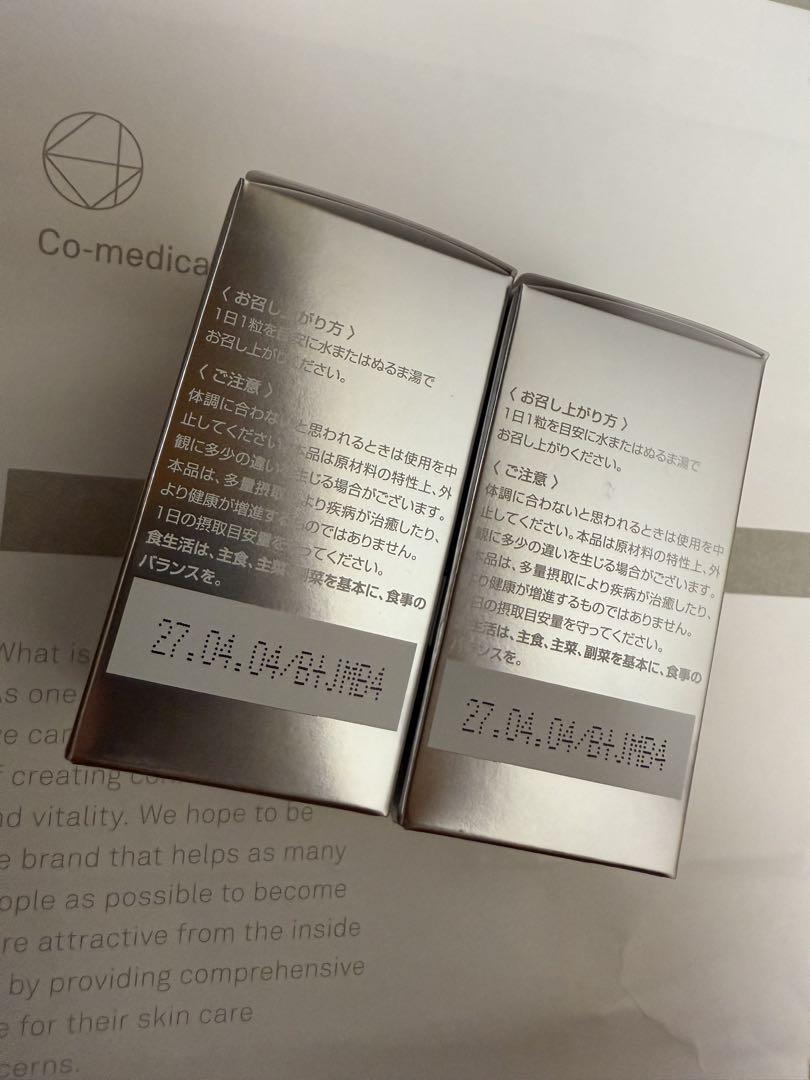 Co-medica
〈 お召し上がり方 〉
1日1粒を目安に水またはぬるま湯で
お召し上がりください。
〈 ご注意 〉
体調に合わないと思われるときは使用を中
止してください。本品は原材料の特性上、外
観に多少の違いを生じる場合がございます。
本品は、多量摂取により疾病が治癒したり、
より健康が増進するものではありません。
1日の摂取目安量を守ってください。
食生活は、主食、主菜、副菜を基本に、食事の
バランスを。
27.04.04/B
〈 お召し上がり方 〉
1日1粒を目安に水またはぬるま湯で
お召し上がりください。
〈 ご注意 〉
体調に合わないと思われるときは使用を中
止してください。本品は原材料の特性上、外
観に多少の違いを生じる場合がございます。
本品は、多量摂取により疾病が治癒したり、
より健康が増進するものではありません。
日の摂取目安量を守ってください。
生活は、主食、主菜、副菜を基本に、食事の
バランスを。
27.04.04/B
What is
As one
we can
f creating
nd vitality. We hope to be
e brand that helps as many
ople as possible to become
re attractive from the inside
by providing comprehensive
e for their skin care
cerns.